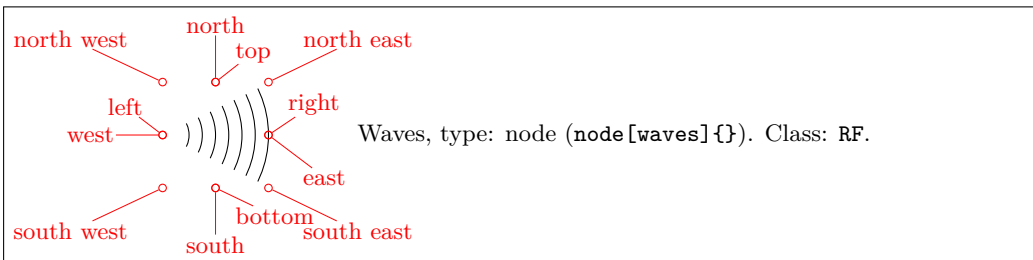 north
north west
north east
top
left
right
west
Waves, type: node (node[waves]{}). Class: RF.
east
bottom
south west
south east
south